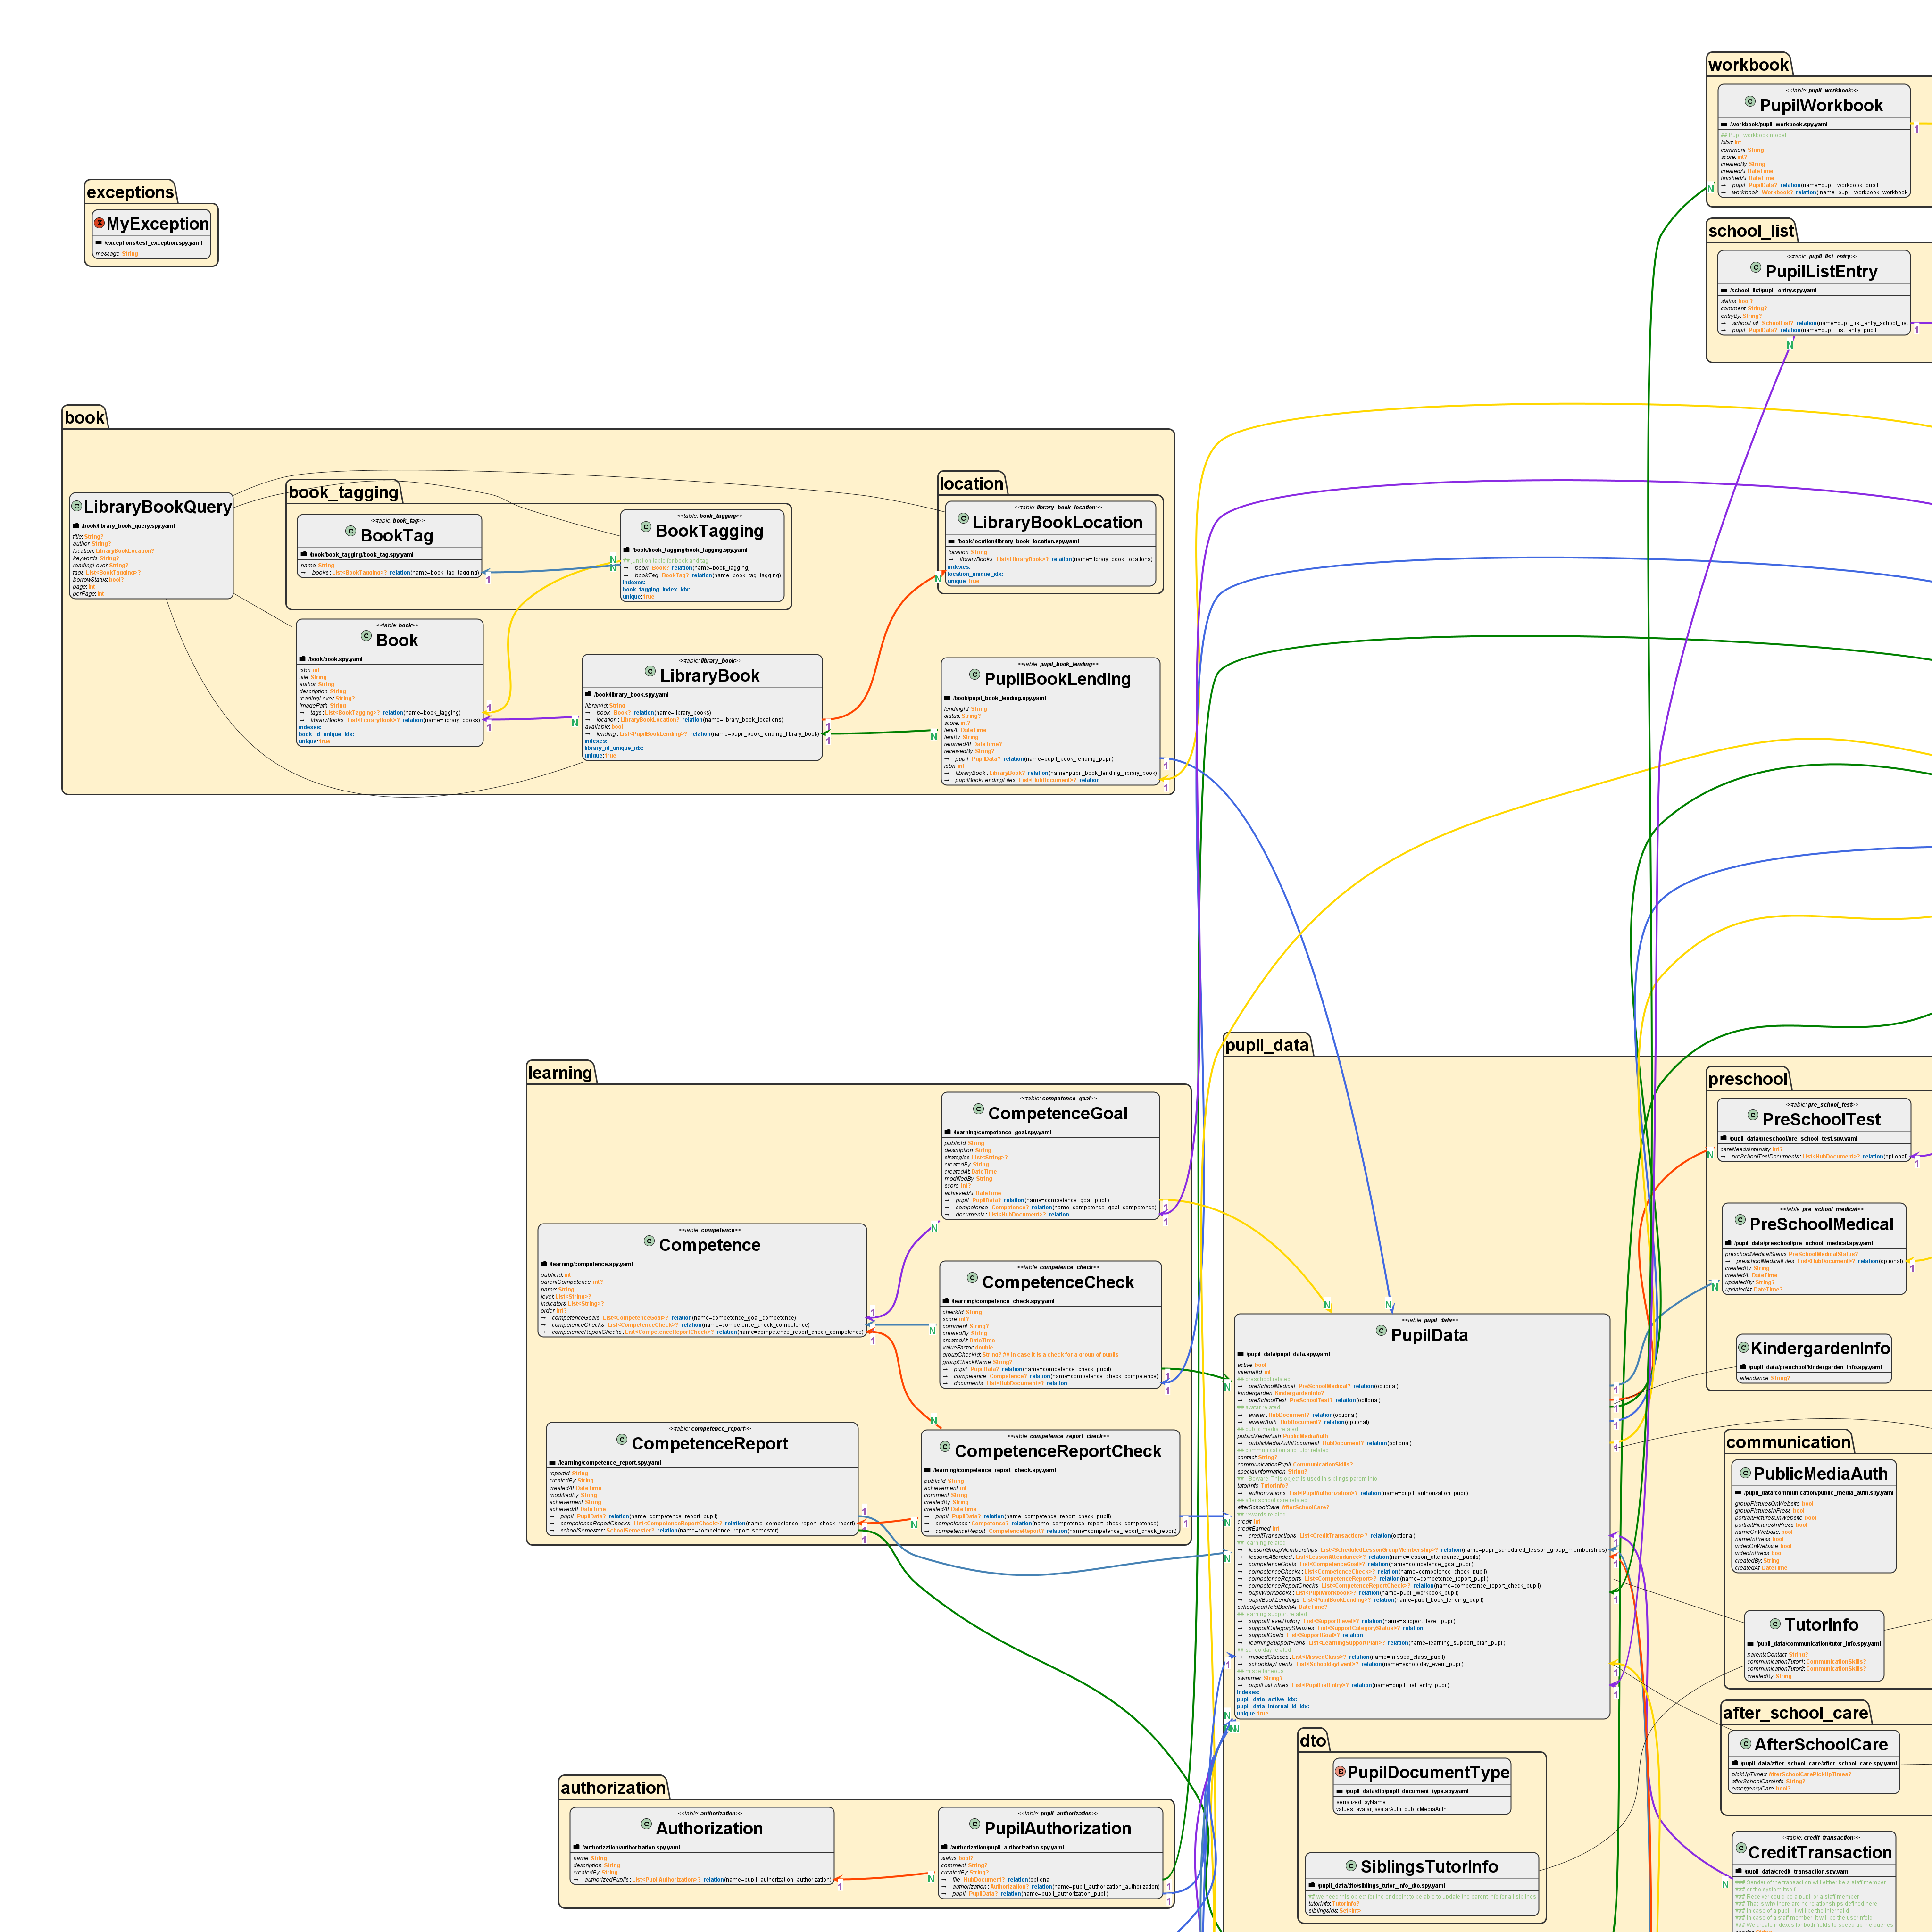 workbook
<<table: pupil_workbook>>
C PupilWorkbook
/workbook/pupil_workbook.spy.yaml
## Pupil workbook model
isbn: int
comment: String
score: int?
createdBy: String
createdAt: DateTime
finishedAt: DateTime
pupil : PupilData? relation(name=pupil_workbook_pupil
workbook : Workbook? relation( name=pupil_workbook_workbook
1
N
school_list
<<table: pupil_list_entry>>
C PupilListEntry
/school_list/pupil_entry.spy.yaml
status: bool?
comment: String?
entryBy: String?
schoolList : SchoolList? relation(name=pupil_list_entry_school_list
pupil : PupilData? relation(name=pupil_list_entry_pupil
1
N
exceptions
MyException
/exceptions/test_exception.spy.yaml
message: String
book
C LibraryBookQuery
/book/library_book_query.spy.yaml
title: String?
author: String?
location: LibraryBookLocation?
keywords: String?
readingLevel: String?
tags: List<BookTag>?
borrowStatus: bool?
page: int
perPage: int
book_tagging
<<table: book_tag>>
C BookTag
/book/book_tagging/book_tag.spy.yaml
name: String
books : List<BookTagging>? relation(name=book_tag_tagging)
1
<<table: book_tagging>>
C BookTagging
/book/book_tagging/book_tagging.spy.yaml
## junction table for book and tag
book : Book? relation(name=book_tagging)
bookTag : BookTag? relation(name=book_tag_tagging)
indexes:
book_tagging_index_idx:
unique: true
N
N
location
<<table: library_book_location>>
C LibraryBookLocation
/book/location/library_book_location.spy.yaml
location: String
libraryBooks : List<LibraryBook>? relation(name=library_book_locations)
indexes:
location_unique_idx:
unique: true
N
<<table: book>>
C Book
/book/book.spy.yaml
isbn: int
title: String
author: String
description: String
readingLevel: String?
imagePath: String
tags : List<BookTagging>? relation(name=book_tagging)
libraryBooks : List<LibraryBook>? relation(name=library_books)
indexes:
book_id_unique_idx:
unique: true
1
1
<<table: library_book>>
C LibraryBook
/book/library_book.spy.yaml
libraryId: String
book : Book? relation(name=library_books)
location : LibraryBookLocation? relation(name=library_book_locations)
available: bool
lending : List<PupilBookLending>? relation(name=pupil_book_lending_library_book)
indexes:
library_id_unique_idx:
unique: true
N
1
1
<<table: pupil_book_lending>>
C PupilBookLending
/book/pupil_book_lending.spy.yaml
lendingId: String
status: String?
score: int?
lentAt: DateTime
lentBy: String
returnedAt: DateTime?
receivedBy: String?
pupil : PupilData? relation(name=pupil_book_lending_pupil)
isbn: int
libraryBook : LibraryBook? relation(name=pupil_book_lending_library_book)
pupilBookLendingFiles : List<HubDocument>? relation
N
1
1
learning
<<table: competence_goal>>
C CompetenceGoal
/learning/competence_goal.spy.yaml
publicId: String
description: String
strategies: List<String>?
createdBy: String
createdAt: DateTime
modifiedBy: String
score: int?
achievedAt: DateTime
pupil : PupilData? relation(name=competence_goal_pupil)
competence : Competence? relation(name=competence_goal_competence)
documents : List<HubDocument>? relation
1
1
N
<<table: competence>>
C Competence
/learning/competence.spy.yaml
publicId: int
parentCompetence: int?
name: String
level: List<String>?
indicators: List<String>?
order: int?
competenceGoals : List<CompetenceGoal>? relation(name=competence_goal_competence)
competenceChecks : List<CompetenceCheck>? relation(name=competence_check_competence)
competenceReportChecks : List<CompetenceReportCheck>? relation(name=competence_report_check_competence)
1
1
<<table: competence_check>>
C CompetenceCheck
/learning/competence_check.spy.yaml
checkId: String
score: int?
comment: String?
createdBy: String
createdAt: DateTime
valueFactor: double
groupCheckId: String? ## in case it is a check for a group of pupils
groupCheckName: String?
pupil : PupilData? relation(name=competence_check_pupil)
competence : Competence? relation(name=competence_check_competence)
documents : List<HubDocument>? relation
N
1
1
N
<<table: competence_report>>
C CompetenceReport
/learning/competence_report.spy.yaml
reportId: String
createdBy: String
createdAt: DateTime
modifiedBy: String
achievement: String
achievedAt: DateTime
pupil : PupilData? relation(name=competence_report_pupil)
competenceReportChecks : List<CompetenceReportCheck>? relation(name=competence_report_check_report)
schoolSemester : SchoolSemester? relation(name=competence_report_semester)
1
1
1
<<table: competence_report_check>>
C CompetenceReportCheck
/learning/competence_report_check.spy.yaml
publicId: String
achievement: int
comment: String
createdBy: String
createdAt: DateTime
pupil : PupilData? relation(name=competence_report_check_pupil)
competence : Competence? relation(name=competence_report_check_competence)
competenceReport : CompetenceReport? relation(name=competence_report_check_report)
N
1
pupil_data
N
N
<<table: pupil_data>>
C PupilData
/pupil_data/pupil_data.spy.yaml
active: bool
internalId: int
## preschool related
preSchoolMedical : PreSchoolMedical? relation(optional)
kindergarden: KindergardenInfo?
preSchoolTest : PreSchoolTest? relation(optional)
## avatar related
avatar : HubDocument? relation(optional)
avatarAuth : HubDocument? relation(optional)
## public media related
publicMediaAuth: PublicMediaAuth
publicMediaAuthDocument : HubDocument? relation(optional)
## communication and tutor related
contact: String?
communicationPupil: CommunicationSkills?
specialInformation: String?
## - Beware: This object is used in siblings parent info
tutorInfo: TutorInfo?
authorizations : List<PupilAuthorization>? relation(name=pupil_authorization_pupil)
## after school care related
afterSchoolCare: AfterSchoolCare?
## rewards related
credit: int
creditEarned: int
creditTransactions : List<CreditTransaction>? relation(optional)
## learning related
lessonGroupMemberships : List<ScheduledLessonGroupMembership>? relation(name=pupil_scheduled_lesson_group_memberships)
lessonsAttended : List<LessonAttendance>? relation(name=lesson_attendance_pupils)
competenceGoals : List<CompetenceGoal>? relation(name=competence_goal_pupil)
competenceChecks : List<CompetenceCheck>? relation(name=competence_check_pupil)
competenceReports : List<CompetenceReport>? relation(name=competence_report_pupil)
competenceReportChecks : List<CompetenceReportCheck>? relation(name=competence_report_check_pupil)
pupilWorkbooks : List<PupilWorkbook>? relation(name=pupil_workbook_pupil)
pupilBookLendings : List<PupilBookLending>? relation(name=pupil_book_lending_pupil)
schoolyearHeldBackAt: DateTime?
## learning support related
supportLevelHistory : List<SupportLevel>? relation(name=support_level_pupil)
supportCategoryStatuses : List<SupportCategoryStatus>? relation
supportGoals : List<SupportGoal>? relation
learningSupportPlans : List<LearningSupportPlan>? relation(name=learning_support_plan_pupil)
## schoolday related
missedClasses : List<MissedClass>? relation(name=missed_class_pupil)
schooldayEvents : List<SchooldayEvent>? relation(name=schoolday_event_pupil)
## miscellaneous
swimmer: String?
pupilListEntries : List<PupilListEntry>? relation(name=pupil_list_entry_pupil)
indexes:
pupil_data_active_idx:
pupil_data_internal_id_idx:
unique: true
preschool
<<table: pre_school_test>>
C PreSchoolTest
/pupil_data/preschool/pre_school_test.spy.yaml
careNeedsIntensity: int?
preSchoolTestDocuments : List<HubDocument>? relation(optional)
N
1
<<table: pre_school_medical>>
C PreSchoolMedical
/pupil_data/preschool/pre_school_medical.spy.yaml
preschoolMedicalStatus: PreSchoolMedicalStatus?
preschoolMedicalFiles : List<HubDocument>? relation(optional)
createdBy: String
createdAt: DateTime
updatedBy: String?
updatedAt: DateTime?
1
N
C KindergardenInfo
/pupil_data/preschool/kindergarden_info.spy.yaml
attendance: String?
communication
C PublicMediaAuth
/pupil_data/communication/public_media_auth.spy.yaml
groupPicturesOnWebsite: bool
groupPicturesInPress: bool
portraitPicturesOnWebsite: bool
portraitPicturesInPress: bool
nameOnWebsite: bool
nameInPress: bool
videoOnWebsite: bool
videoInPress: bool
createdBy: String
createdAt: DateTime
C TutorInfo
/pupil_data/communication/tutor_info.spy.yaml
parentsContact: String?
communicationTutor1: CommunicationSkills?
communicationTutor2: CommunicationSkills?
createdBy: String
after_school_care
C AfterSchoolCare
/pupil_data/after_school_care/after_school_care.spy.yaml
pickUpTimes: AfterSchoolCarePickUpTimes?
afterSchoolCareInfo: String?
emergencyCare: bool?
dto
E PupilDocumentType
/pupil_data/dto/pupil_document_type.spy.yaml
serialized: byName
values: avatar, avatarAuth, publicMediaAuth
C SiblingsTutorInfo
/pupil_data/dto/siblings_tutor_info_dto.spy.yaml
## we need this object for the endpoint to be able to update the parent info for all siblings
tutorInfo: TutorInfo?
siblingsIds: Set<int>
<<table: credit_transaction>>
C CreditTransaction
/pupil_data/credit_transaction.spy.yaml
### Sender of the transaction will either be a staff member
### or the system itself
### Receiver could be a pupil or a staff member
### That is why there are no relationships defined here
### In case of a pupil, it will be the internalId
### In case of a staff member, it will be the userInfoId
### We create indexes for both fields to speed up the queries
N
authorization
<<table: authorization>>
C Authorization
/authorization/authorization.spy.yaml
name: String
description: String
createdBy: String
authorizedPupils : List<PupilAuthorization>? relation(name=pupil_authorization_authorization)
1
<<table: pupil_authorization>>
C PupilAuthorization
/authorization/pupil_authorization.spy.yaml
status: bool?
comment: String?
createdBy: String?
file : HubDocument? relation(optional
authorization : Authorization? relation(name=pupil_authorization_authorization)
pupil : PupilData? relation(name=pupil_authorization_pupil)
N
1
1